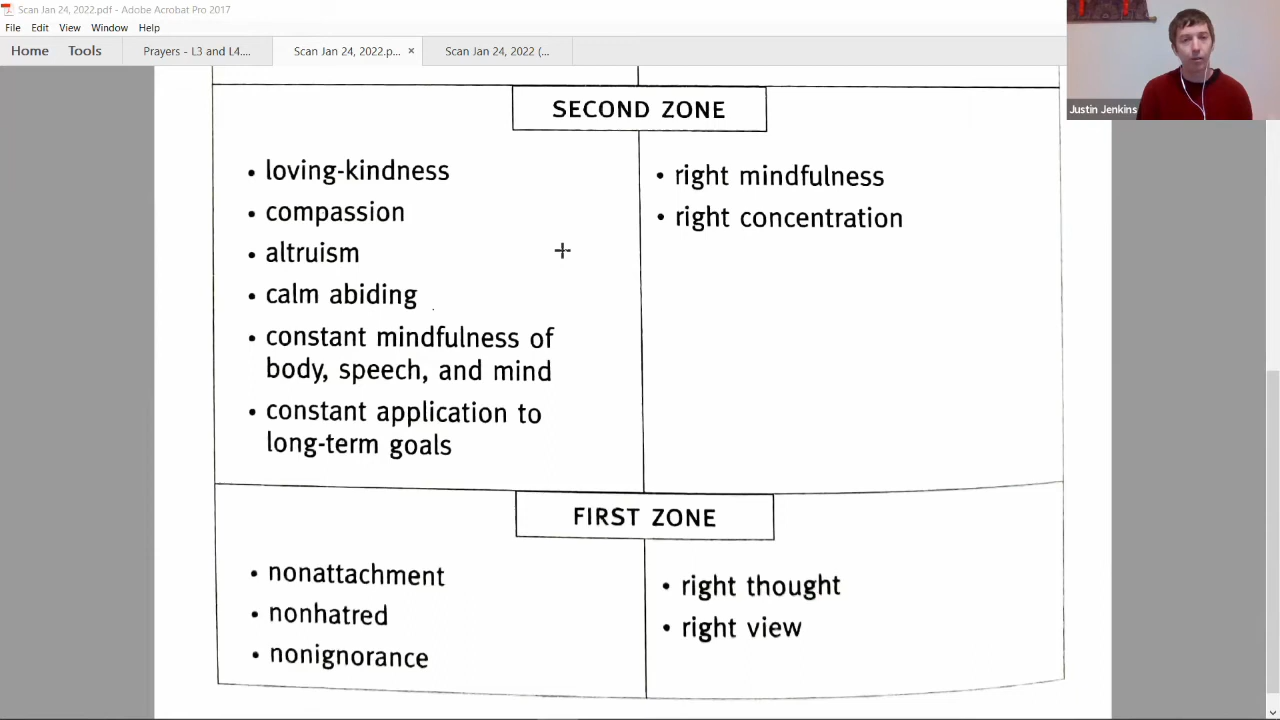 Scan Jan 24, 2022.pdf - Adobe Acrobat Pro 2017
File Edit View Window Help
Home Tools Prayers - L3 and L4.... Scan Jan 24, 2022.p... × Scan Jan 24, 2022 (...
Justin Jenkins
SECOND ZONE
• loving-kindness
• compassion
• altruism
• calm abiding
• constant mindfulness of
body, speech, and mind
• constant application to
long-term goals
• right mindfulness
• right concentration
FIRST ZONE
• nonattachment
• nonhatred
• nonignorance
• right thought
• right view